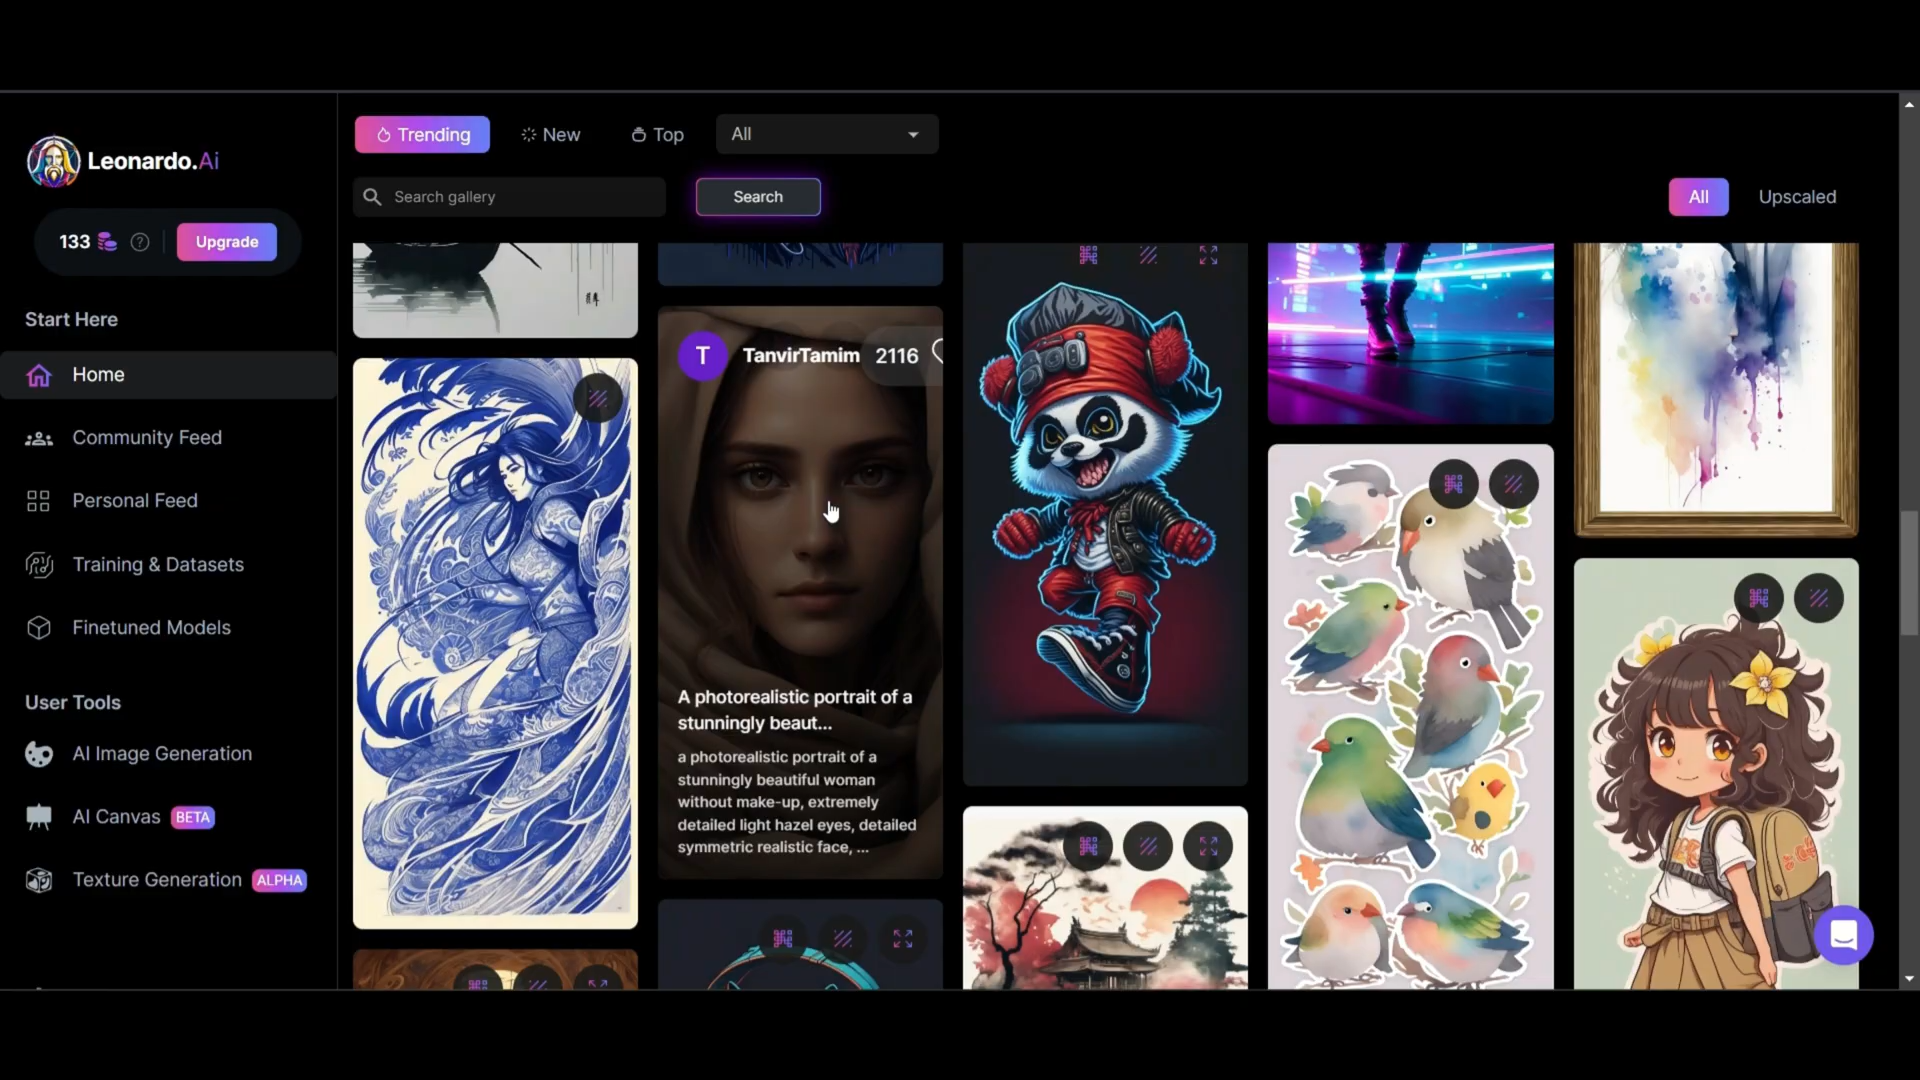 Leonardo.Ai
133
Upgrade
Start Here
Home
Community Feed
Personal Feed
Training & Datasets
Finetuned Models
User Tools
AI Image Generation
AI Canvas BETA
Texture Generation ALPHA
Trending New Top All
Search gallery Search
All Upscaled
T TanvirTamim 2116
A photorealistic portrait of a
stunningly beaut...
a photorealistic portrait of a
stunningly beautiful woman
without make-up, extremely
detailed light hazel eyes, detailed
symmetric realistic face, ...